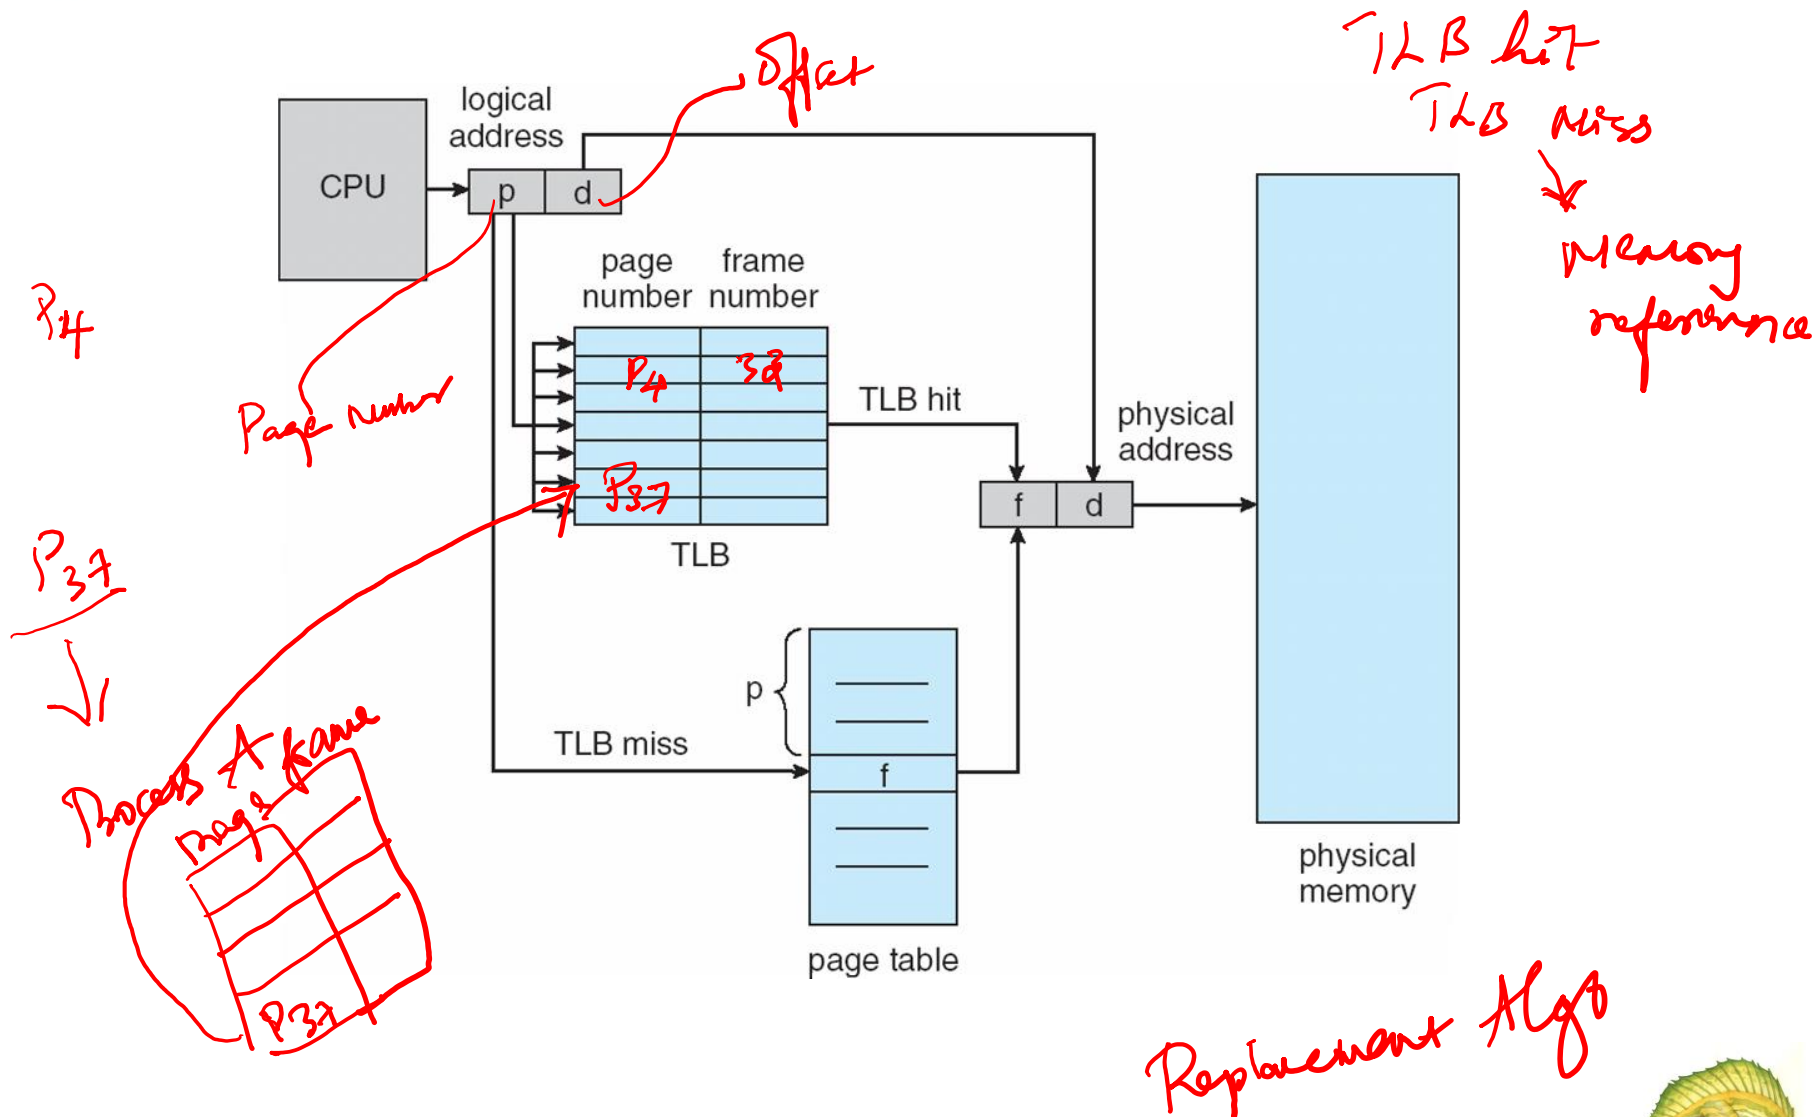 TLB hit
TLB miss
Memory
reference
offset
logical
address
CPU
p d
page frame
number number
P4
Page number
P4
TLB hit
physical
address
P37
f d
TLB
P37
p
TLB miss
f
Process A
page frame
P37
physical
memory
page table
Replacement Algo